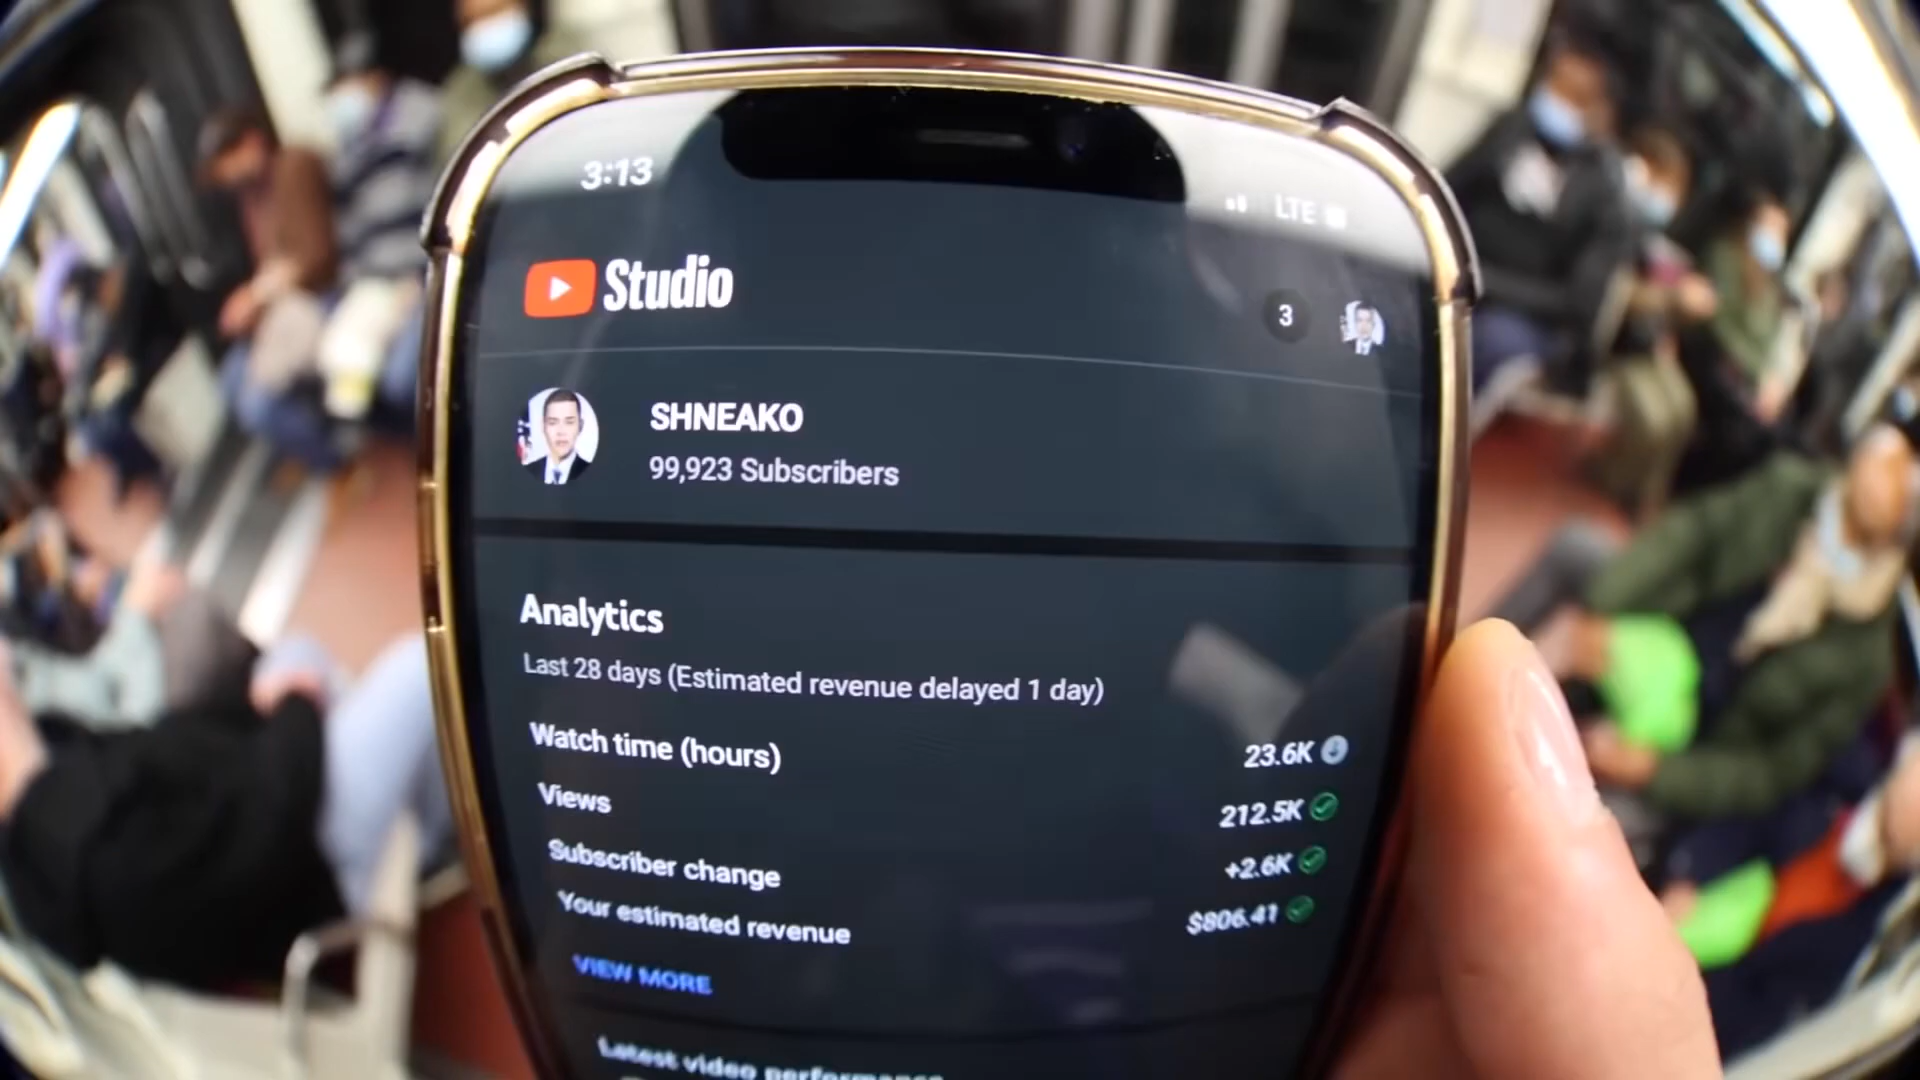 3:13
LTE
Studio
3
SHNEAKO
99,923 Subscribers
Analytics
Last 28 days (Estimated revenue delayed 1 day)
Watch time (hours) 23.6K
Views 212.5K
Subscriber change +2.6K
Your estimated revenue $806.41
VIEW MORE
Latest video performance